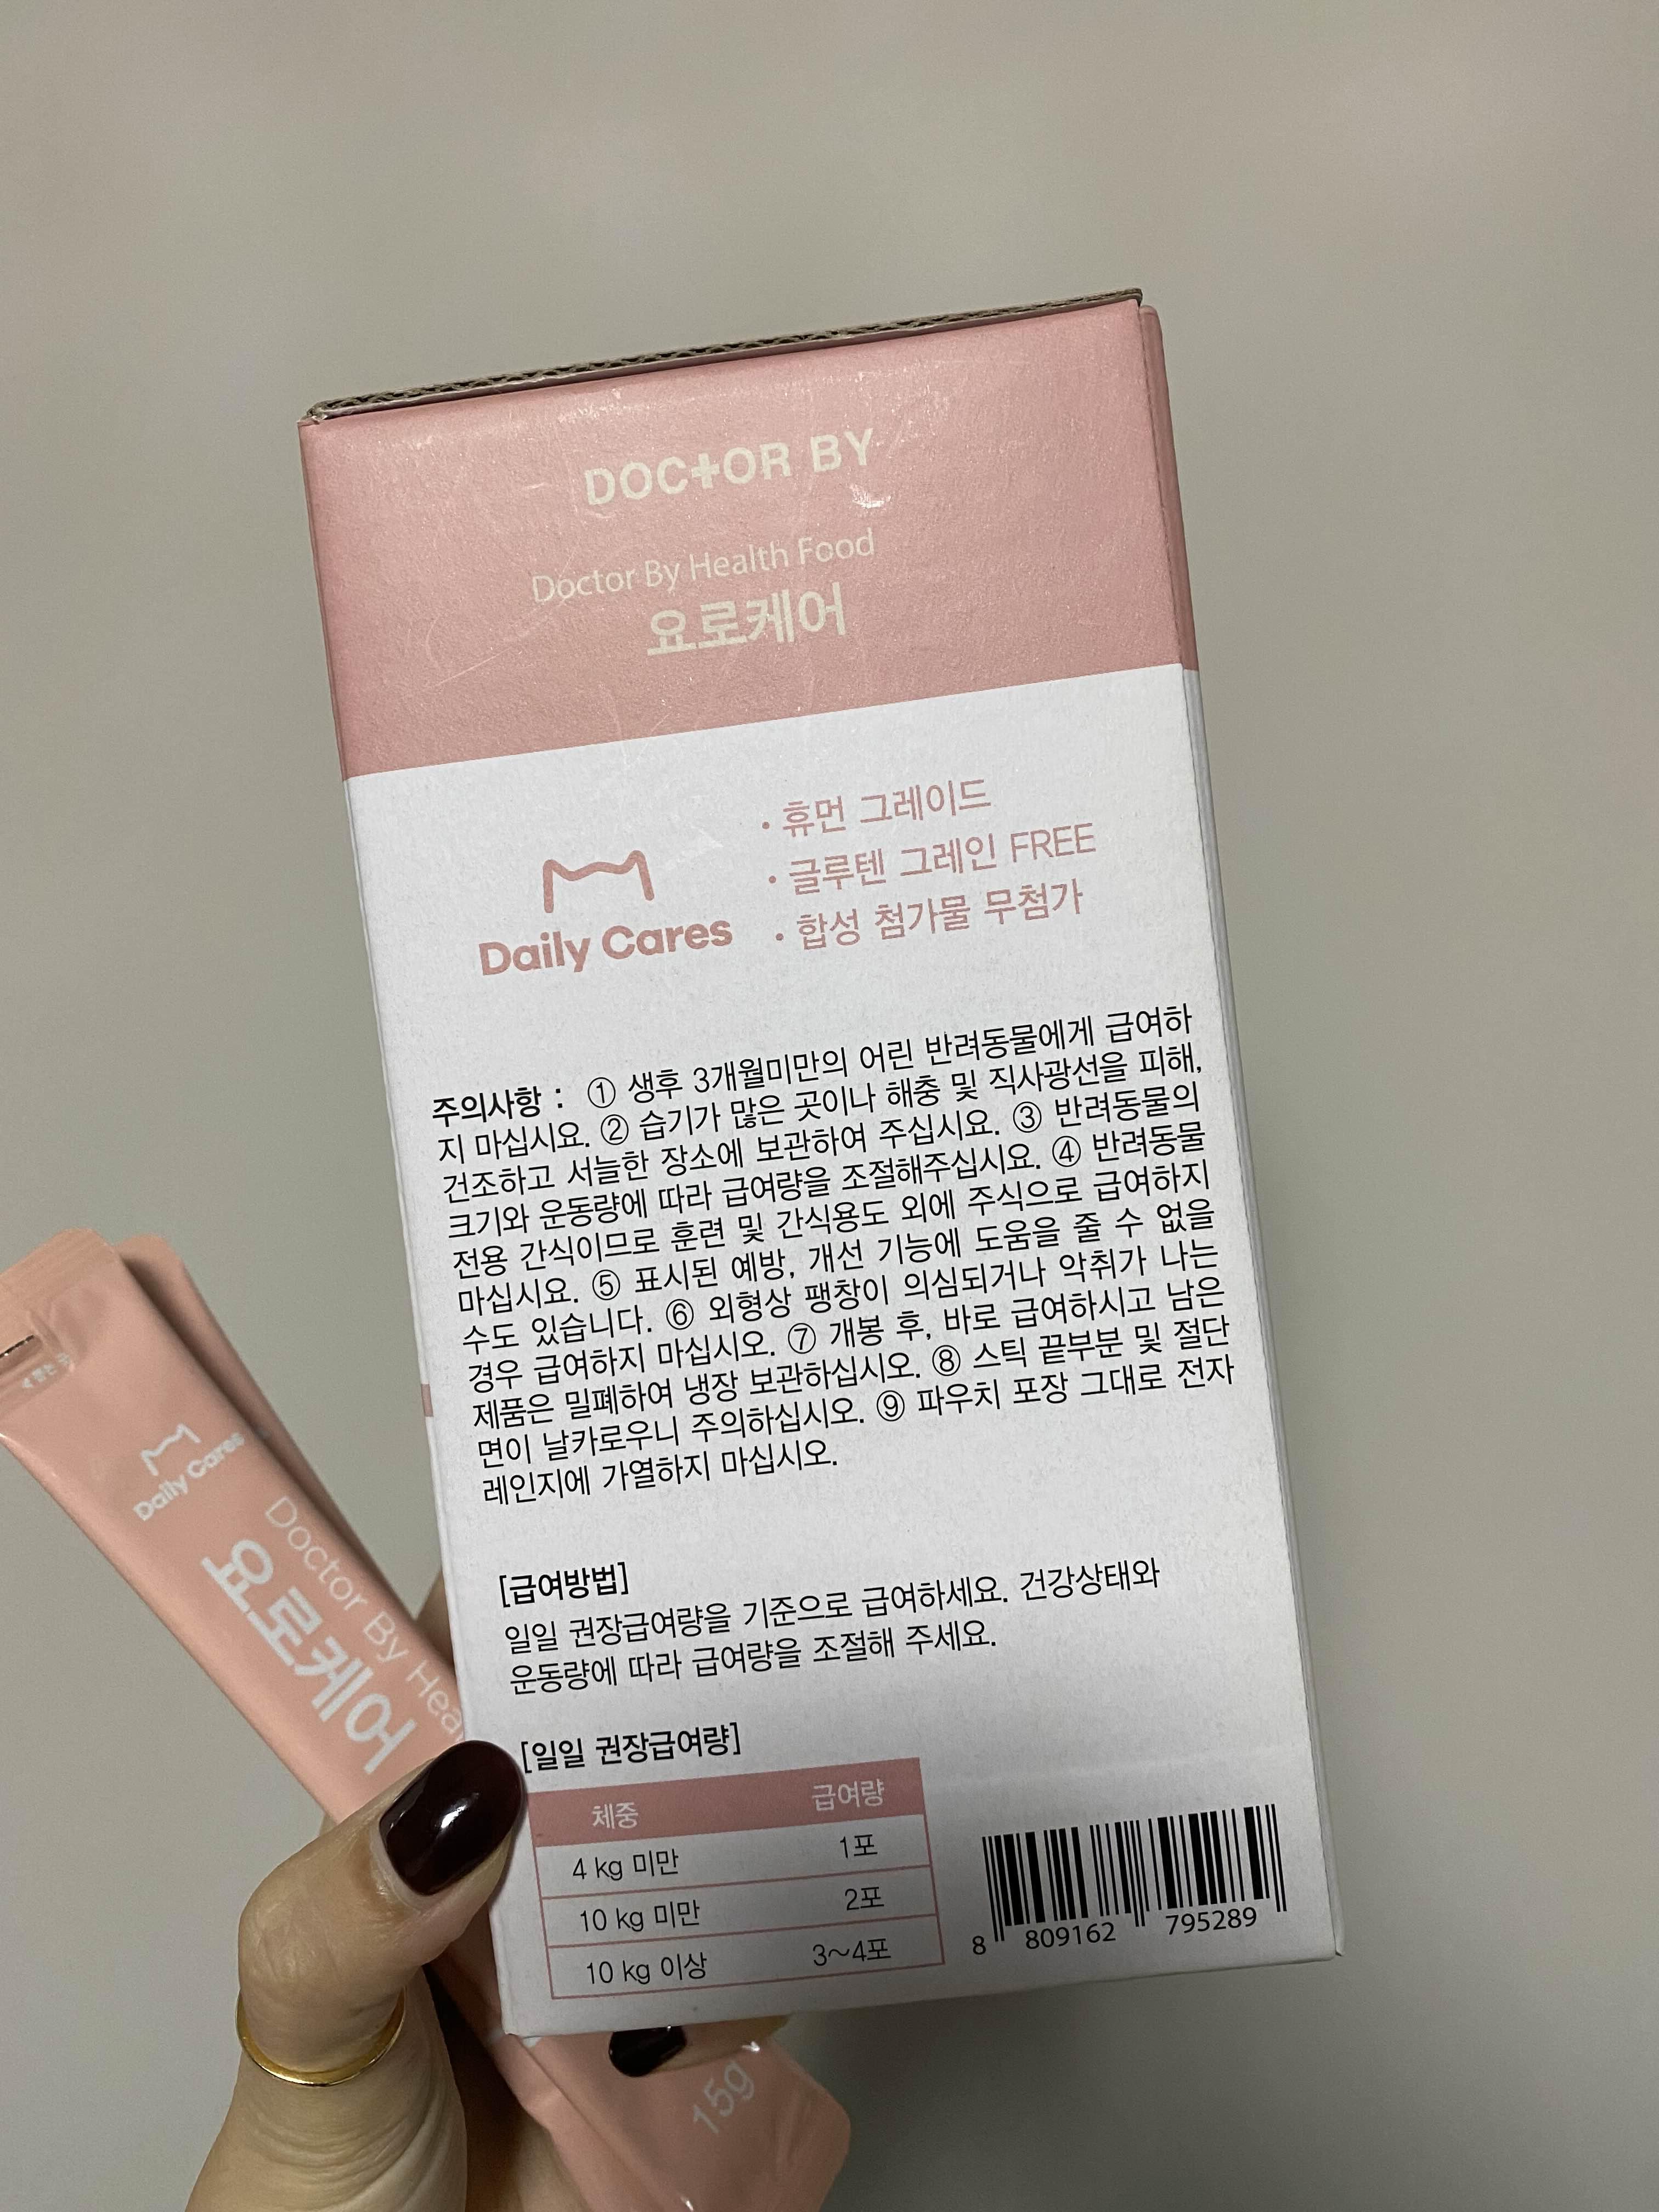 DOCTOR BY
Doctor By Health Food
요로케어
Daily Cares
· 휴먼 그레이드
· 글루텐 그레인 FREE
· 합성 첨가물 무첨가
주의사항 : ① 생후 3개월미만의 어린 반려동물에게 급여하
지 마십시요. ② 습기가 많은 곳이나 해충 및 직사광선을 피해,
건조하고 서늘한 장소에 보관하여 주십시요. ③ 반려동물의
크기와 운동량에 따라 급여량을 조절해주십시요. ④ 반려동물
전용 간식이므로 훈련 및 간식용도 외에 주식으로 급여하지
마십시요. ⑤ 표시된 예방, 개선 기능에 도움을 줄 수 없을
수도 있습니다. ⑥ 외형상 팽창이 의심되거나 악취가 나는
경우 급여하지 마십시오. ⑦ 개봉 후, 바로 급여하시고 남은
제품은 밀폐하여 냉장 보관하십시오. ⑧ 스틱 끝부분 및 절단
면이 날카로우니 주의하십시오. ⑨ 파우치 포장 그대로 전자
레인지에 가열하지 마십시오.
[급여방법]
일일 권장급여량을 기준으로 급여하세요. 건강상태와
운동량에 따라 급여량을 조절해 주세요.
[일일 권장급여량]
체중 급여량
4 kg 미만 1포
10 kg 미만 2포
10 kg 이상 3~4포
8 809162 795289
Daily Cares
Doctor By Hea
요로케어
15g